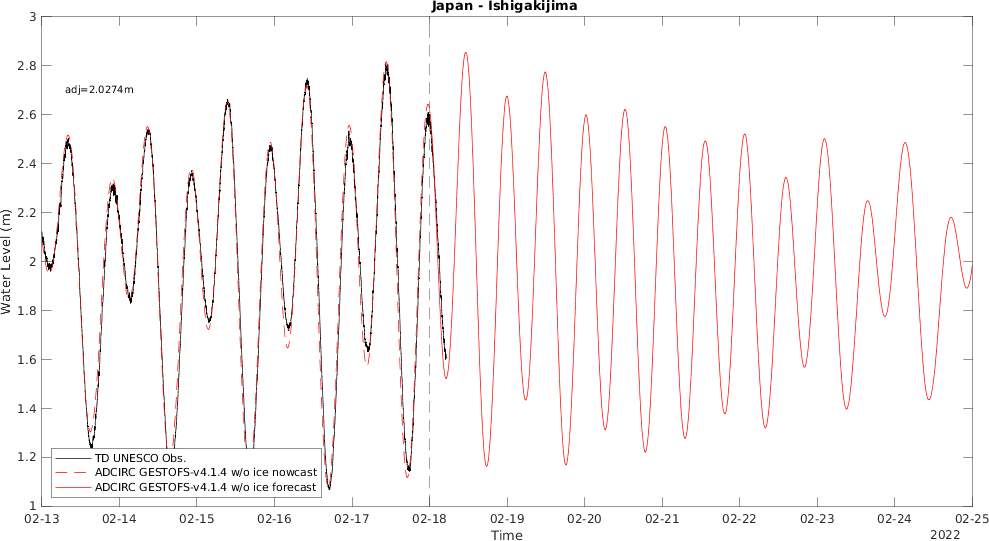 Japan - Ishigakijima
3
2.8
2.6
2.4
2.2
2
1.8
1.6
1.4
1.2
1
Water Level (m)
adj=2.0274m
TD UNESCO Obs.
ADCIRC GESTOFS-v4.1.4 w/o ice nowcast
ADCIRC GESTOFS-v4.1.4 w/o ice forecast
02-13 02-14 02-15 02-16 02-17 02-18 02-19 02-20 02-21 02-22 02-23 02-24 02-25
Time
2022